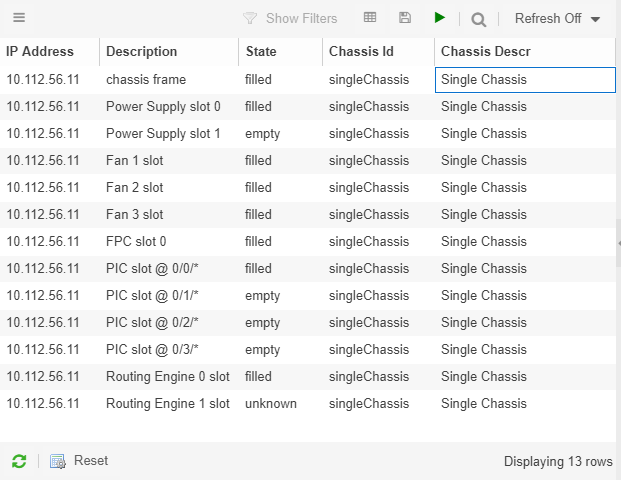 Show Filters Refresh Off
IP Address Description State Chassis Id Chassis Descr
10.112.56.11 chassis frame filled singleChassis Single Chassis
10.112.56.11 Power Supply slot 0 filled singleChassis Single Chassis
10.112.56.11 Power Supply slot 1 empty singleChassis Single Chassis
10.112.56.11 Fan 1 slot filled singleChassis Single Chassis
10.112.56.11 Fan 2 slot filled singleChassis Single Chassis
10.112.56.11 Fan 3 slot filled singleChassis Single Chassis
10.112.56.11 FPC slot 0 filled singleChassis Single Chassis
10.112.56.11 PIC slot @ 0/0/* filled singleChassis Single Chassis
10.112.56.11 PIC slot @ 0/1/* empty singleChassis Single Chassis
10.112.56.11 PIC slot @ 0/2/* empty singleChassis Single Chassis
10.112.56.11 PIC slot @ 0/3/* empty singleChassis Single Chassis
10.112.56.11 Routing Engine 0 slot filled singleChassis Single Chassis
10.112.56.11 Routing Engine 1 slot unknown singleChassis Single Chassis
Reset Displaying 13 rows